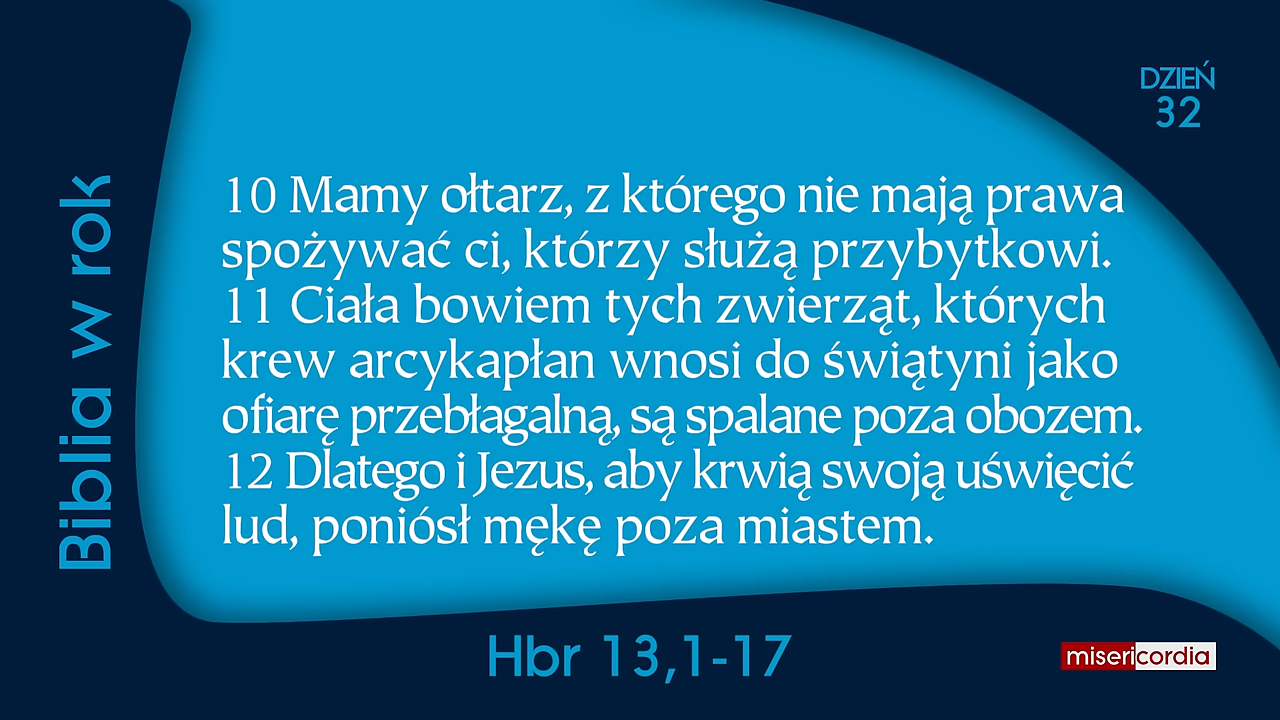 DZIEŃ
32
Biblia w rok
10 Mamy ołtarz, z którego nie mają prawa
spożywać ci, którzy służą przybytkowi.
11 Ciała bowiem tych zwierząt, których
krew arcykapłan wnosi do świątyni jako
ofiarę przebłagalną, są spalane poza obozem.
12 Dlatego i Jezus, aby krwią swoją uświęcić
lud, poniósł mękę poza miastem.
Hbr 13,1-17
misericordia